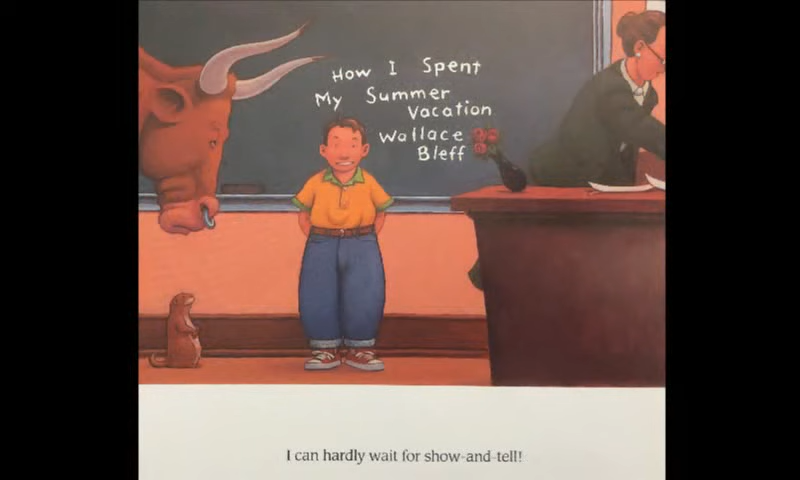 How I Spent
My Summer
Vacation
Wallace
Bleff
I can hardly wait for show-and-tell!